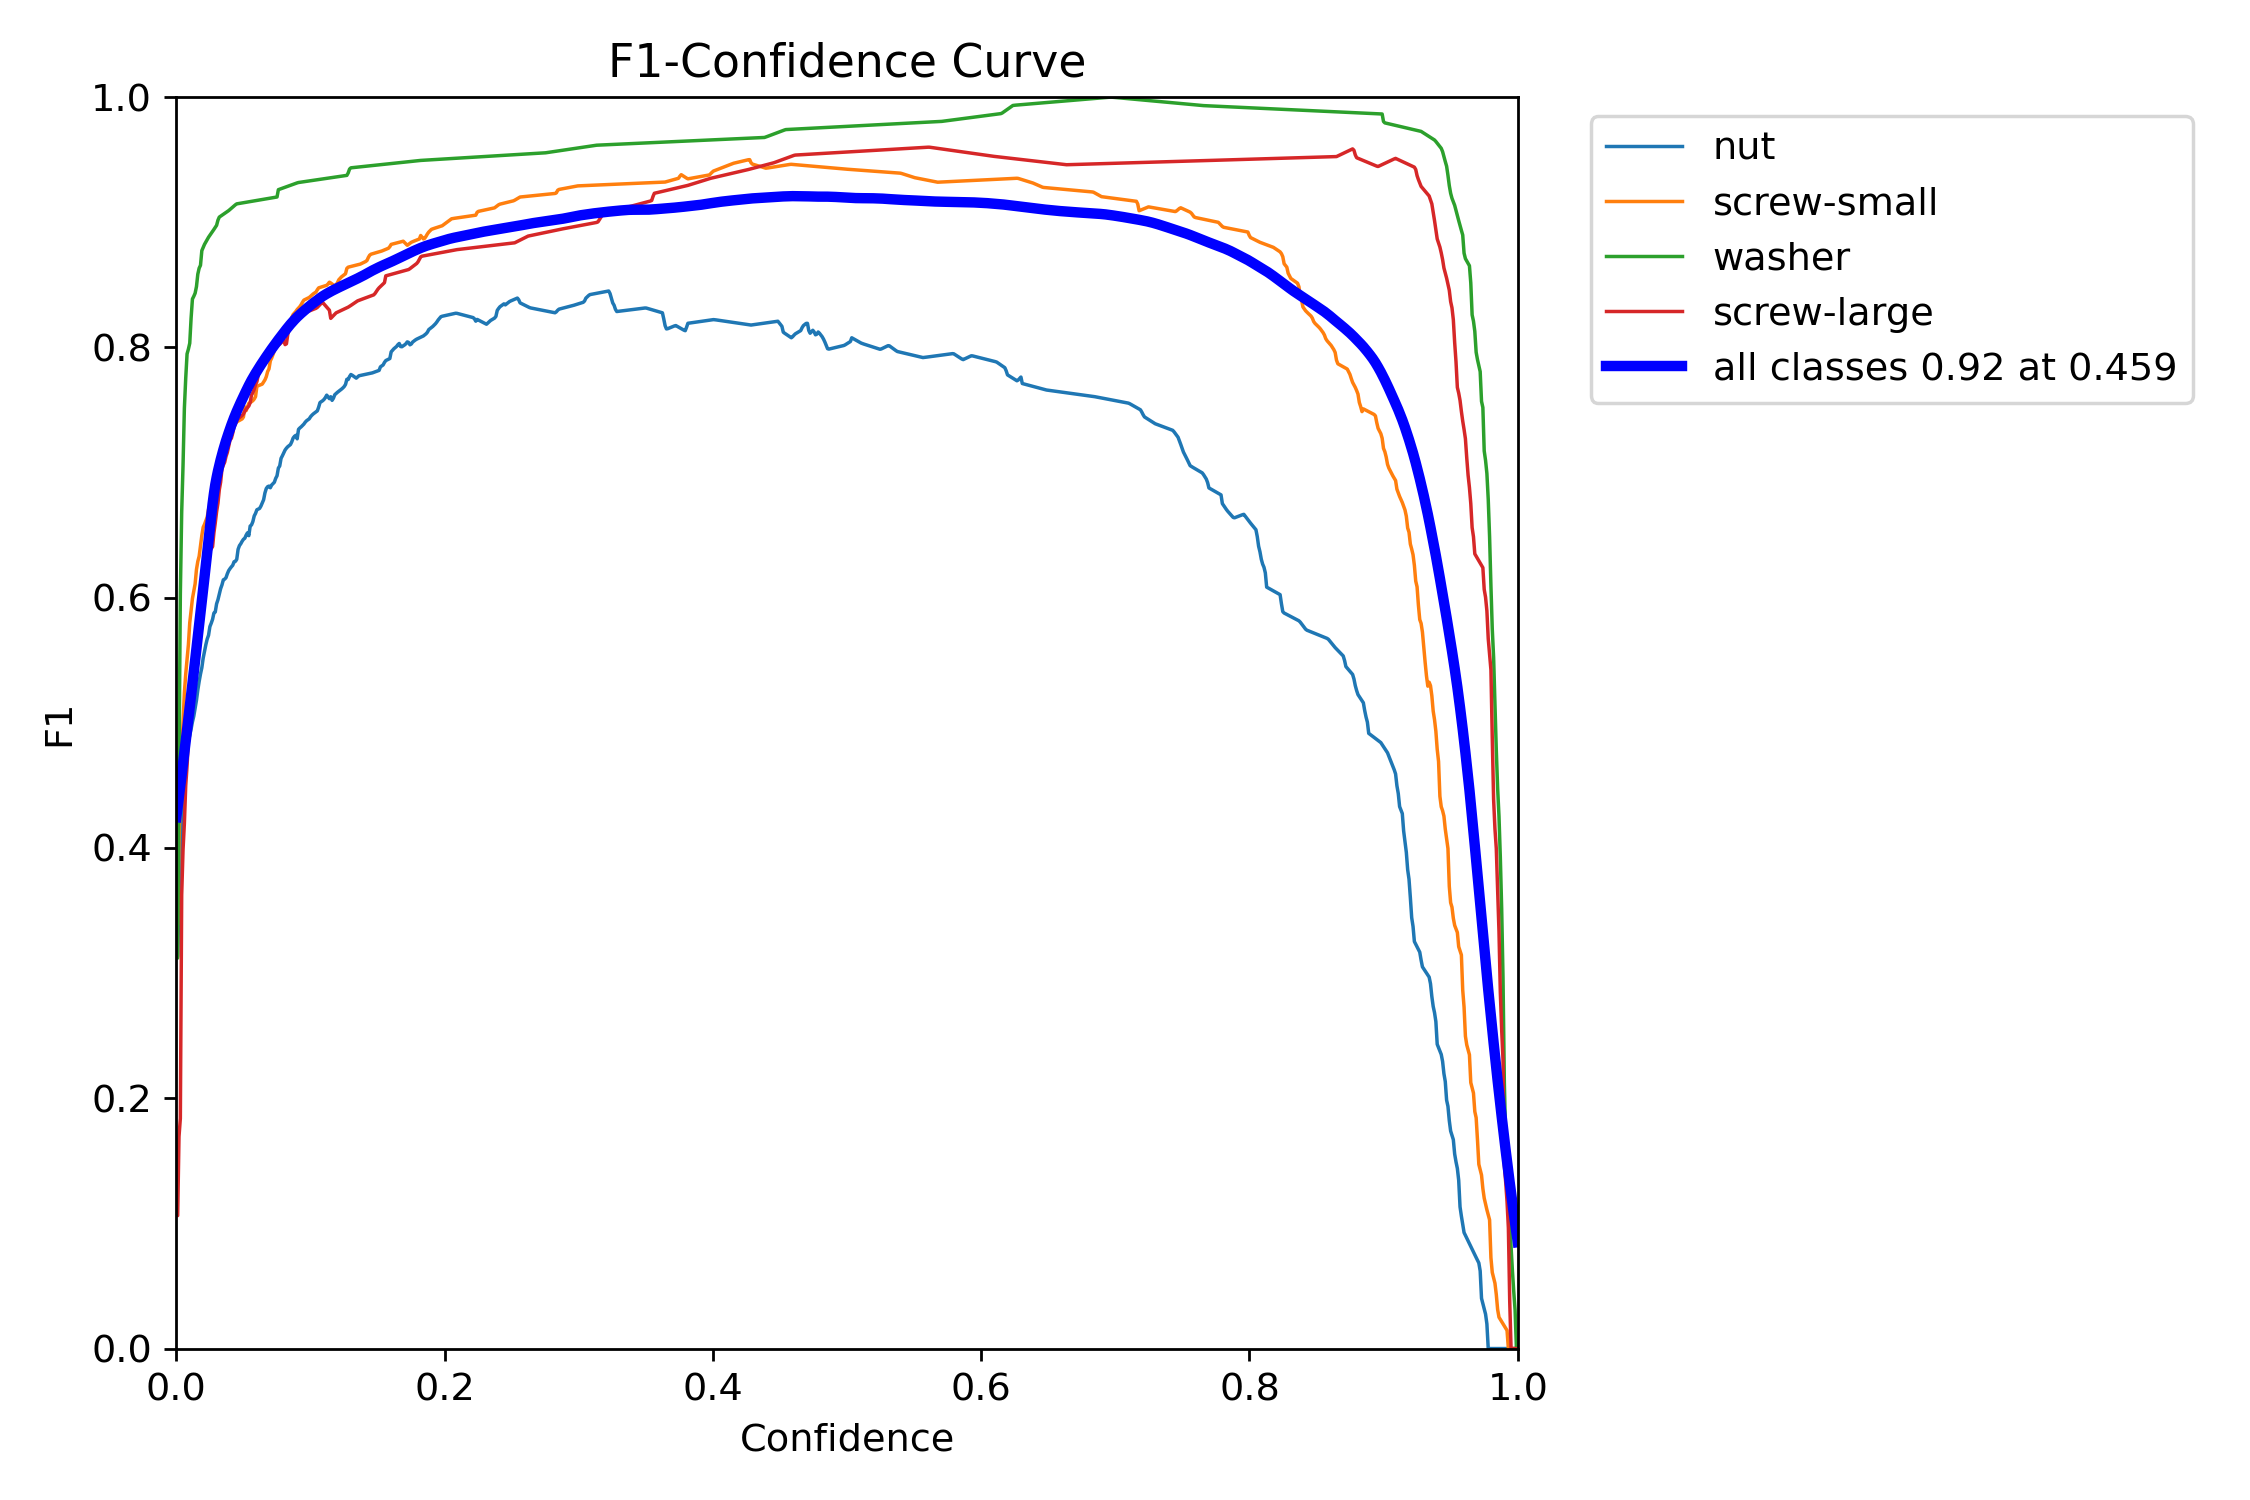 F1-Confidence Curve
1.0
0.8
0.6
0.4
0.2
0.0
F1
0.0 0.2 0.4 0.6 0.8 1.0
Confidence
nut
screw-small
washer
screw-large
all classes 0.92 at 0.459